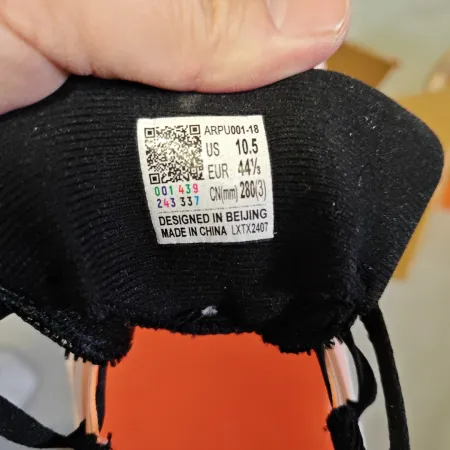 ARPU001-18
US 10.5
EUR 44⅓
CN(mm) 280(3)
001 439
243 337
DESIGNED IN BEIJING
MADE IN CHINA LXTX2407